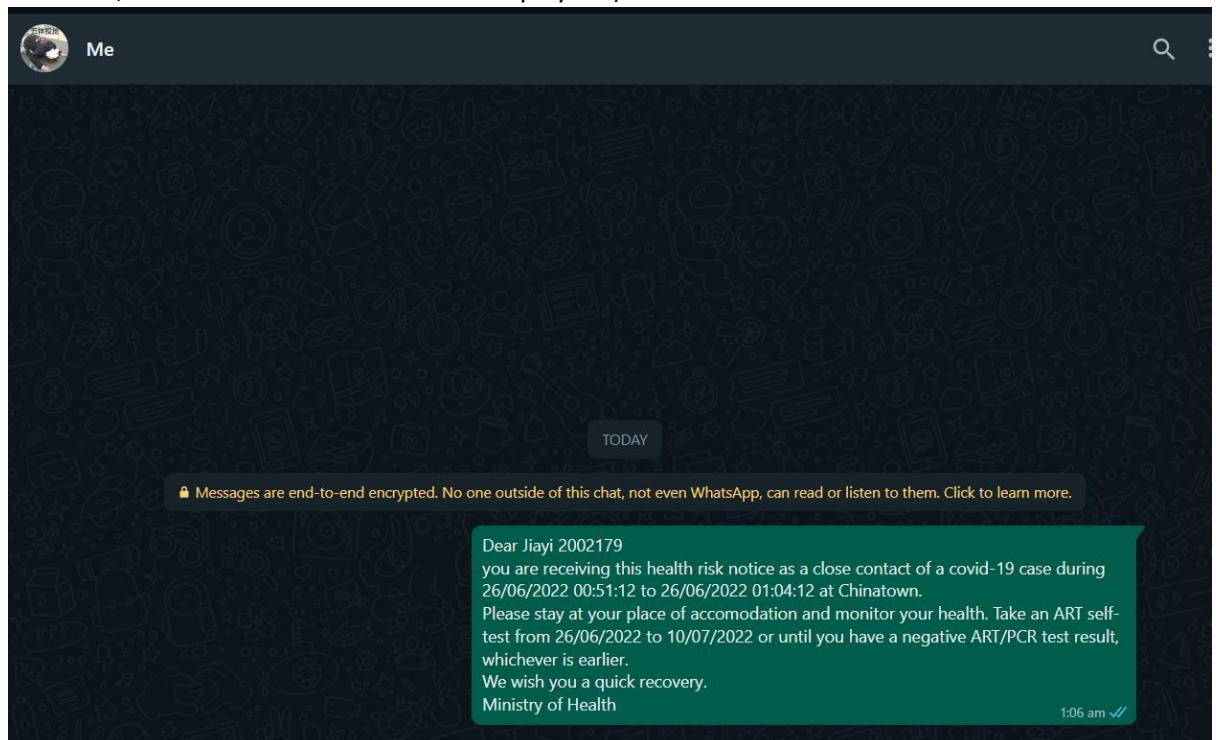 五体投地
Me
TODAY
Messages are end-to-end encrypted. No one outside of this chat, not even WhatsApp, can read or listen to them. Click to learn more.
Dear Jiayi 2002179
you are receiving this health risk notice as a close contact of a covid-19 case during
26/06/2022 00:51:12 to 26/06/2022 01:04:12 at Chinatown.
Please stay at your place of accomodation and monitor your health. Take an ART self-
test from 26/06/2022 to 10/07/2022 or until you have a negative ART/PCR test result,
whichever is earlier.
We wish you a quick recovery.
Ministry of Health
1:06 am